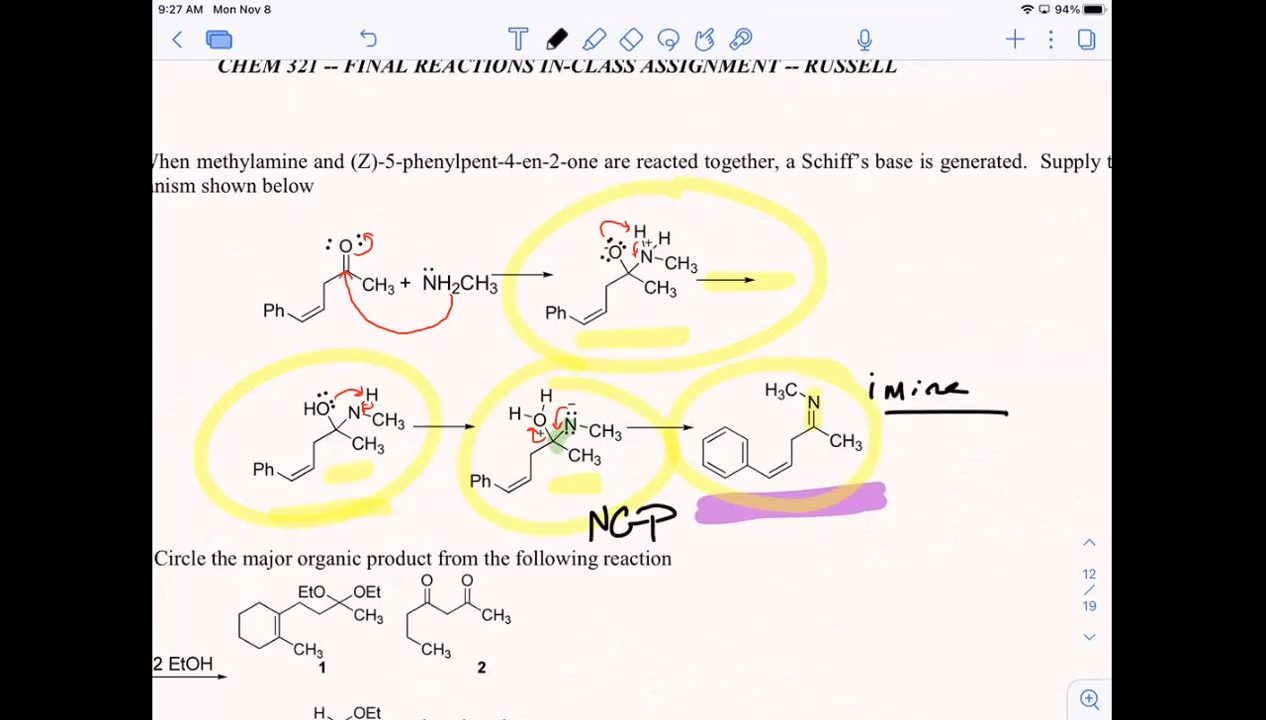 9:27 AM Mon Nov 8
94%
CHEM 321 -- FINAL REACTIONS IN-CLASS ASSIGNMENT -- RUSSELL
When methylamine and (Z)-5-phenylpent-4-en-2-one are reacted together, a Schiff's base is generated. Supply t
nism shown below
O
CH3 + NH2CH3
Ph
H
H
O N+
CH3
CH3
Ph
HO N H
CH3
CH3
Ph
H
H O+ N−
CH3
CH3
Ph
H3C N
CH3
imine
NGP
Circle the major organic product from the following reaction
EtO OEt
CH3
CH3
1
O O
CH3
CH3
2
2 EtOH
H OEt
12
/
19